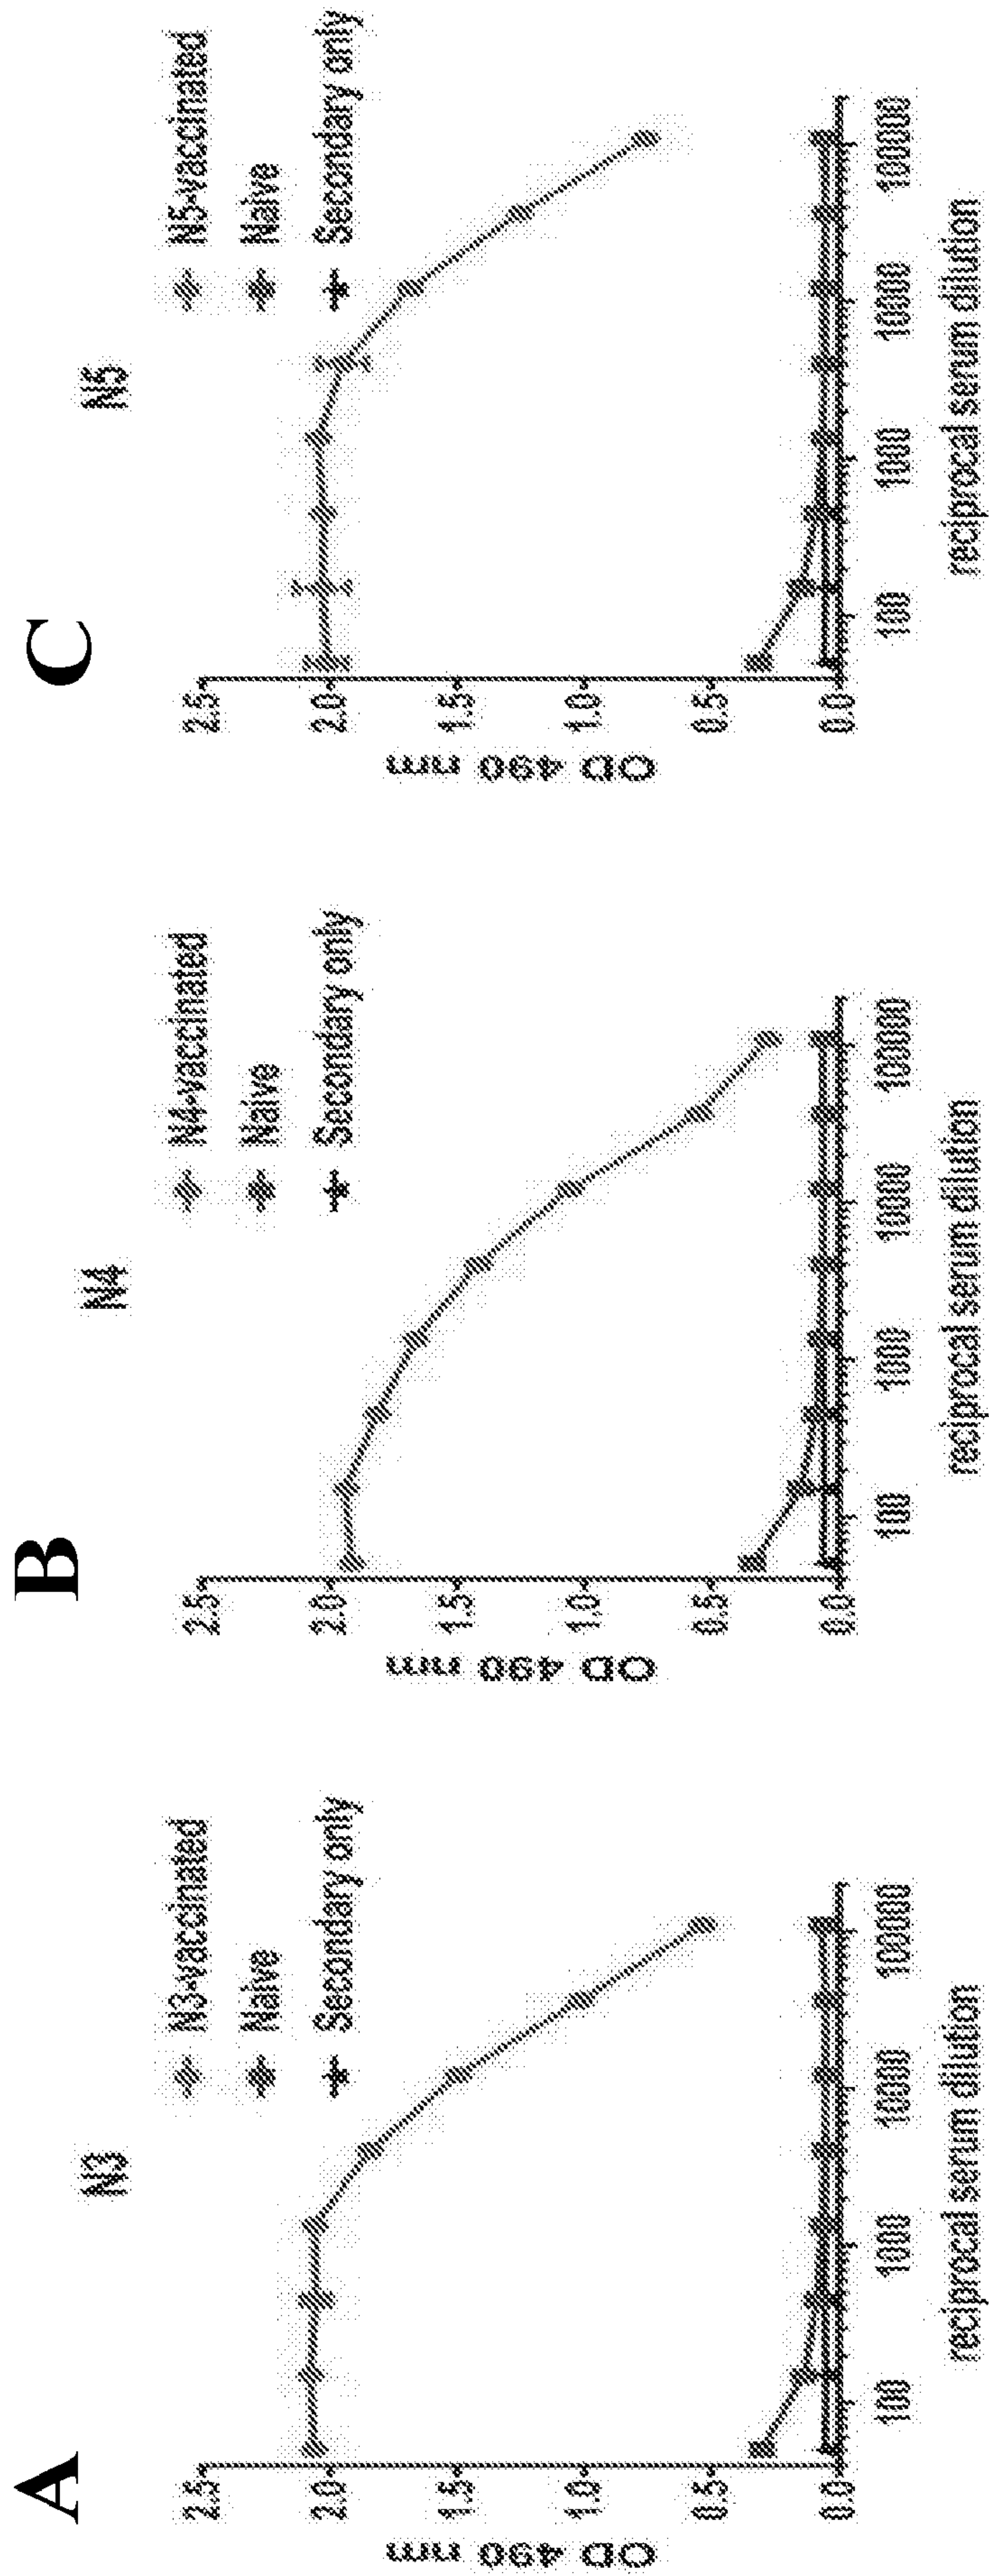 A
N3
N3-vaccinated
Naive
Secondary only
OD 490 nm
2.5
2.0
1.5
1.0
0.5
0.0
100
1000
10000
100000
reciprocal serum dilution
B
N4
N4-vaccinated
Naive
Secondary only
OD 490 nm
2.5
2.0
1.5
1.0
0.5
0.0
100
1000
10000
100000
reciprocal serum dilution
C
N5
N5-vaccinated
Naive
Secondary only
OD 490 nm
2.5
2.0
1.5
1.0
0.5
0.0
100
1000
10000
100000
reciprocal serum dilution